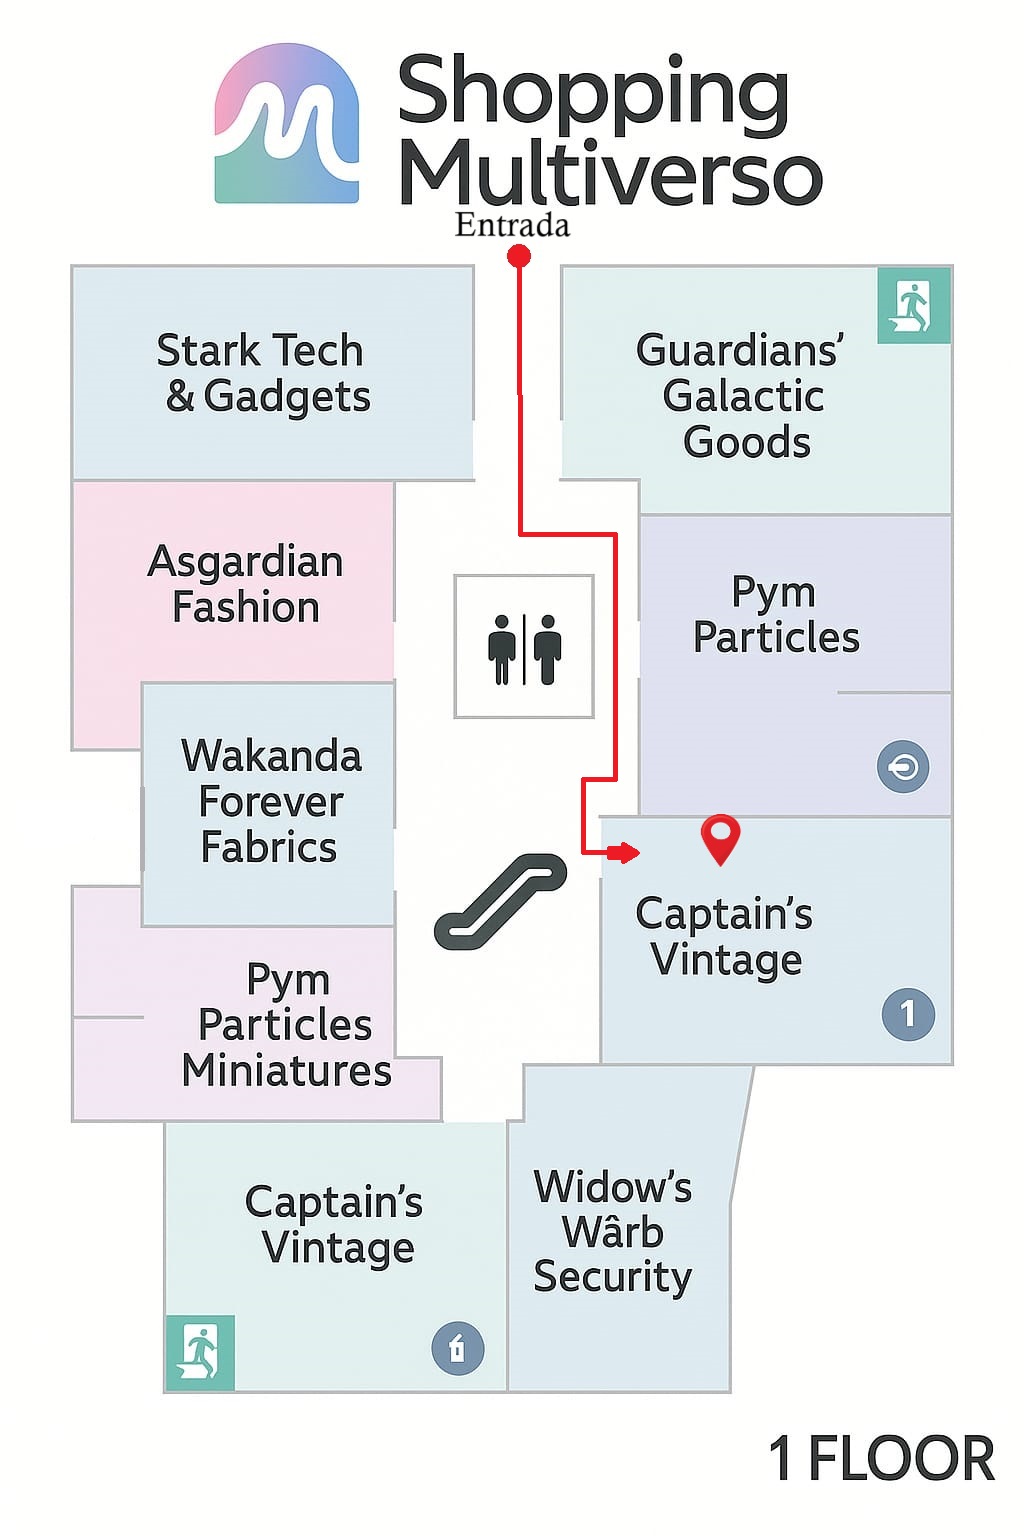 Shopping
Multiverso
Entrada
Stark Tech
& Gadgets
Guardians'
Galactic
Goods
Asgardian
Fashion
Pym
Particles
Wakanda
Forever
Fabrics
Captain's
Vintage
1
Pym
Particles
Miniatures
Captain's
Vintage
Widow's
Wârb
Security
1 FLOOR